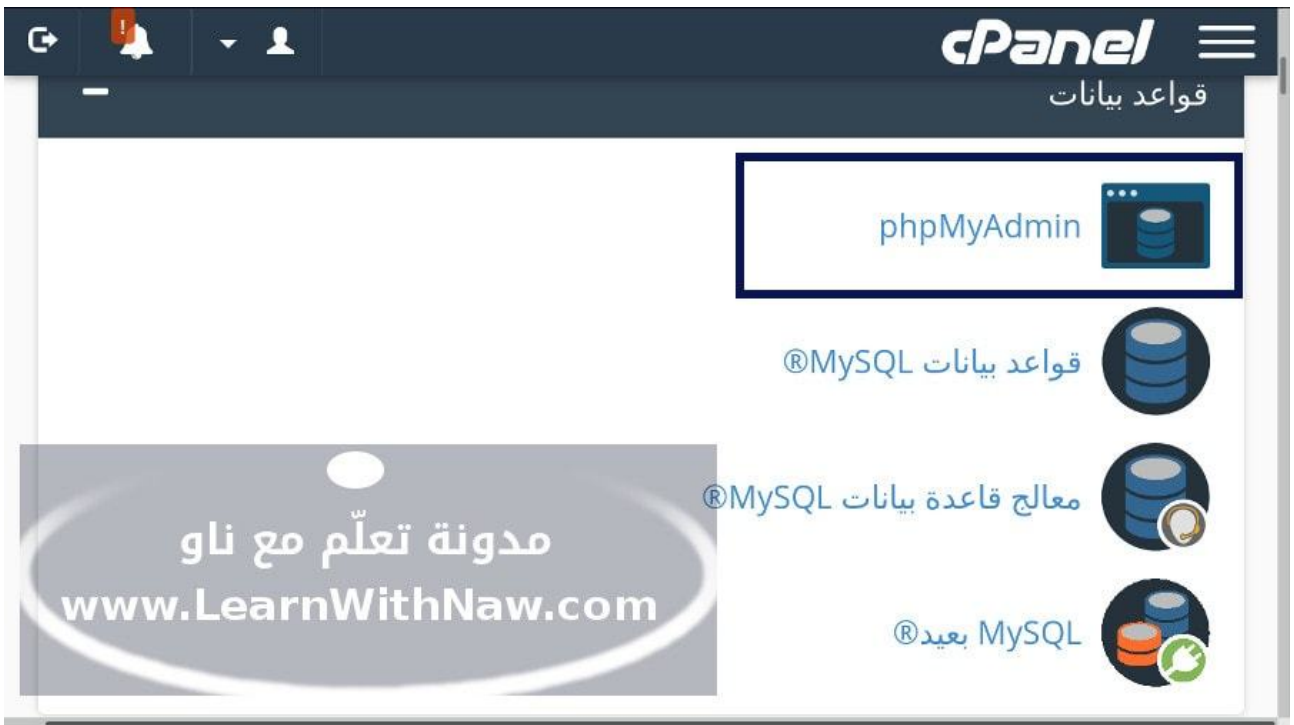 cPanel
!
قواعد بيانات
phpMyAdmin
قواعد بيانات MySQL®
معالج قاعدة بيانات MySQL®
MySQL بعيد®
مدونة تعلّم مع ناو
www.LearnWithNaw.com